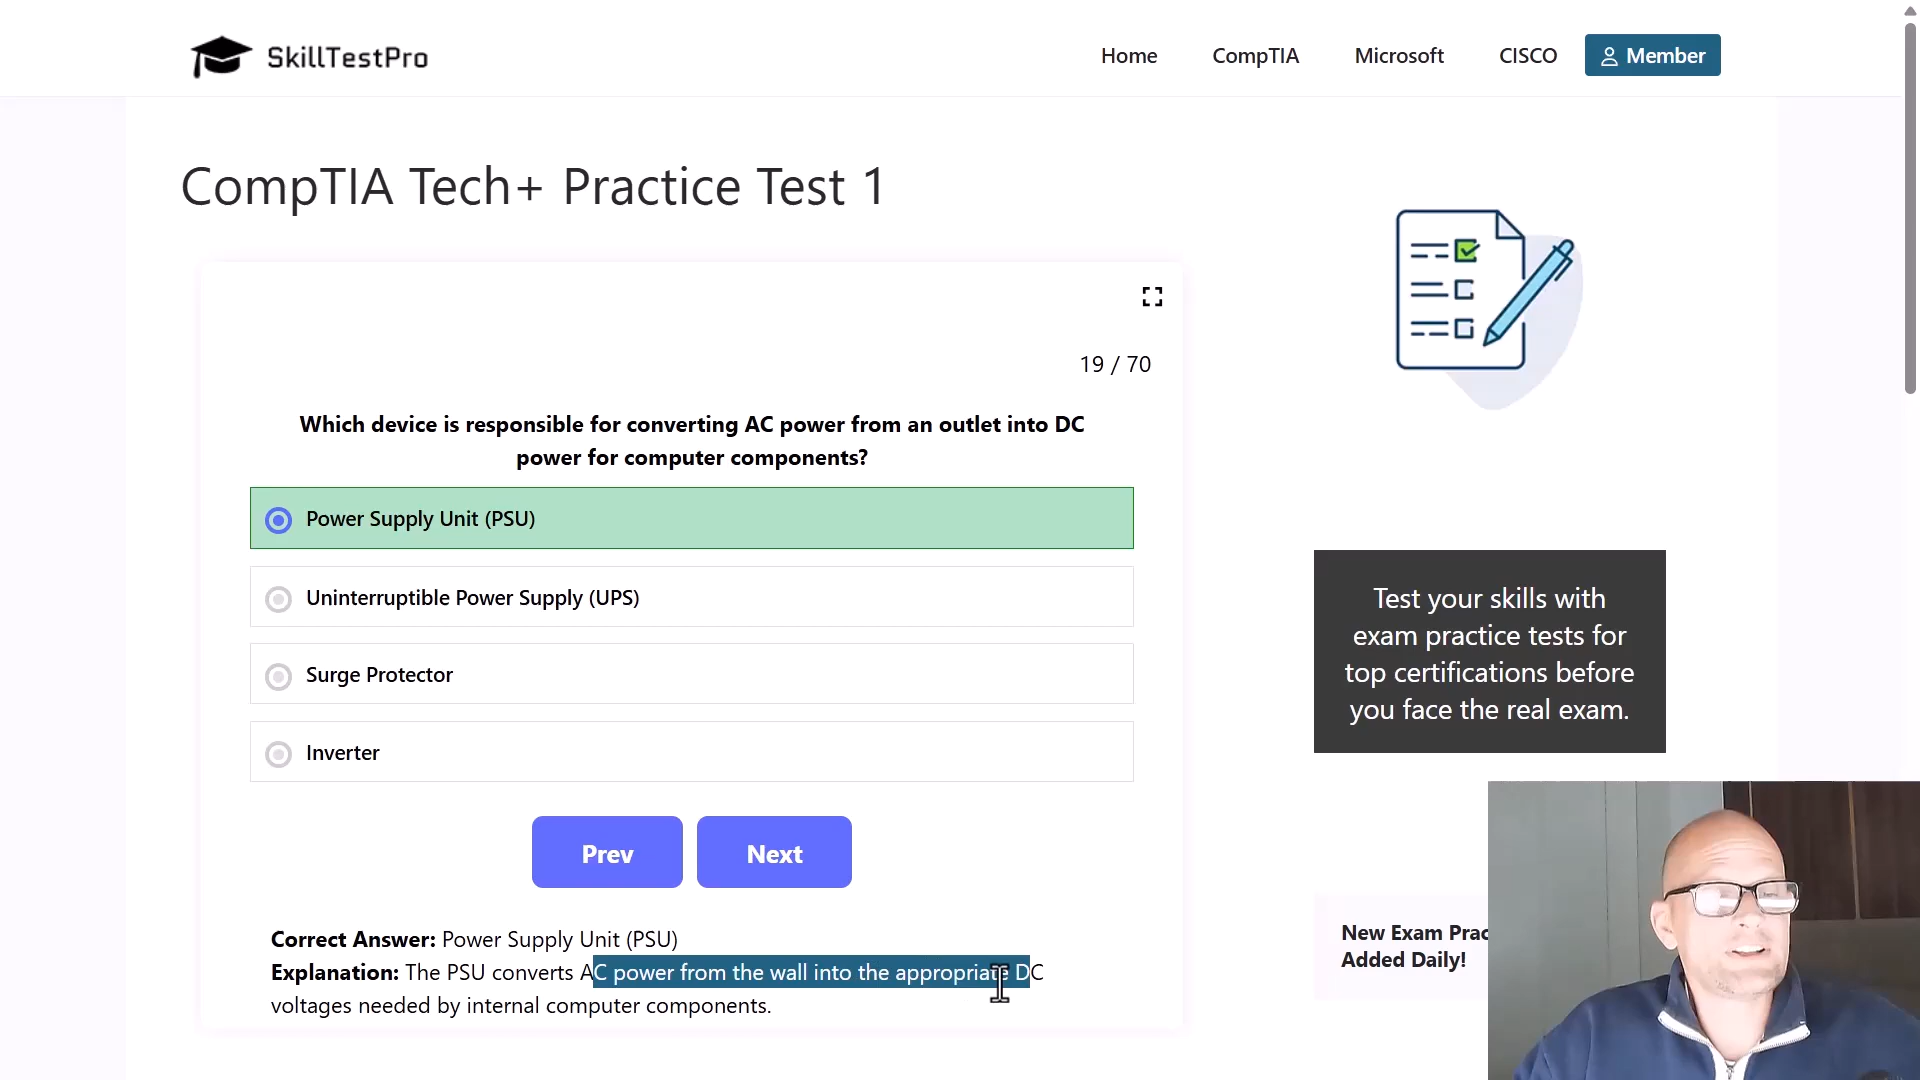 SkillTestPro
Home
CompTIA
Microsoft
CISCO
Member
CompTIA Tech+ Practice Test 1
19 / 70
Which device is responsible for converting AC power from an outlet into DC
power for computer components?
Power Supply Unit (PSU)
Uninterruptible Power Supply (UPS)
Surge Protector
Inverter
Prev
Next
Correct Answer: Power Supply Unit (PSU)
Explanation: The PSU converts AC power from the wall into the appropriate DC
voltages needed by internal computer components.
Test your skills with
exam practice tests for
top certifications before
you face the real exam.
New Exam Prac
Added Daily!